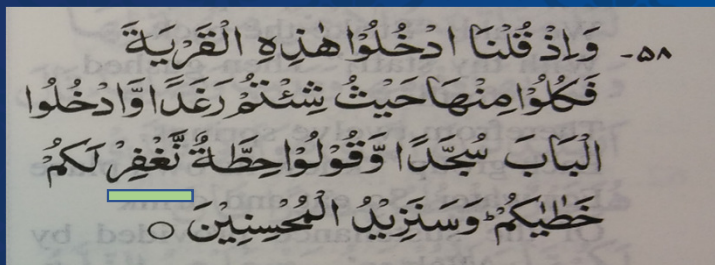 ٥٨- وَاِذْ قُلْنَا ادْخُلُوْا هٰذِهِ الْقَرْيَةَ
فَكُلُوْا مِنْهَا حَيْثُ شِئْتُمْ رَغَدًا وَّادْخُلُوا
الْبَابَ سُجَّدًا وَّقُوْلُوْا حِطَّةٌ نَّغْفِرْ لَكُمْ
خَطٰيٰكُمْ ؕ وَسَنَزِيْدُ الْمُحْسِنِيْنَ ○